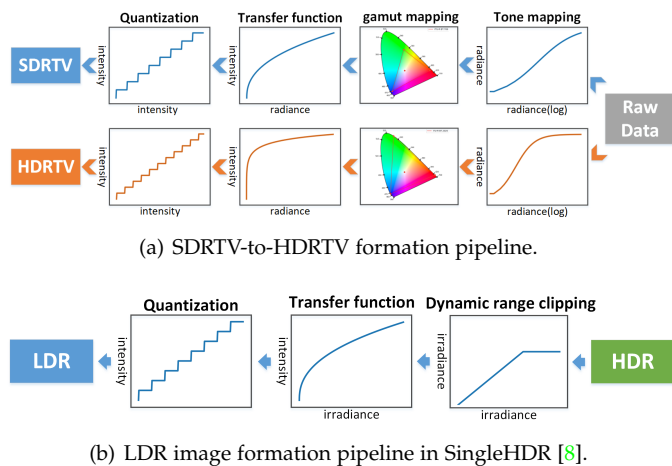 Quantization Transfer function gamut mapping Tone mapping
SDRTV
intensity
intensity
intensity
radiance
radiance
radiance(log)
Raw
Data
HDRTV
intensity
intensity
intensity
radiance
radiance
radiance(log)
(a) SDRTV-to-HDRTV formation pipeline.
Quantization Transfer function Dynamic range clipping
LDR
intensity
intensity
irradiance
HDR
irradiance
irradiance
(b) LDR image formation pipeline in SingleHDR [8].